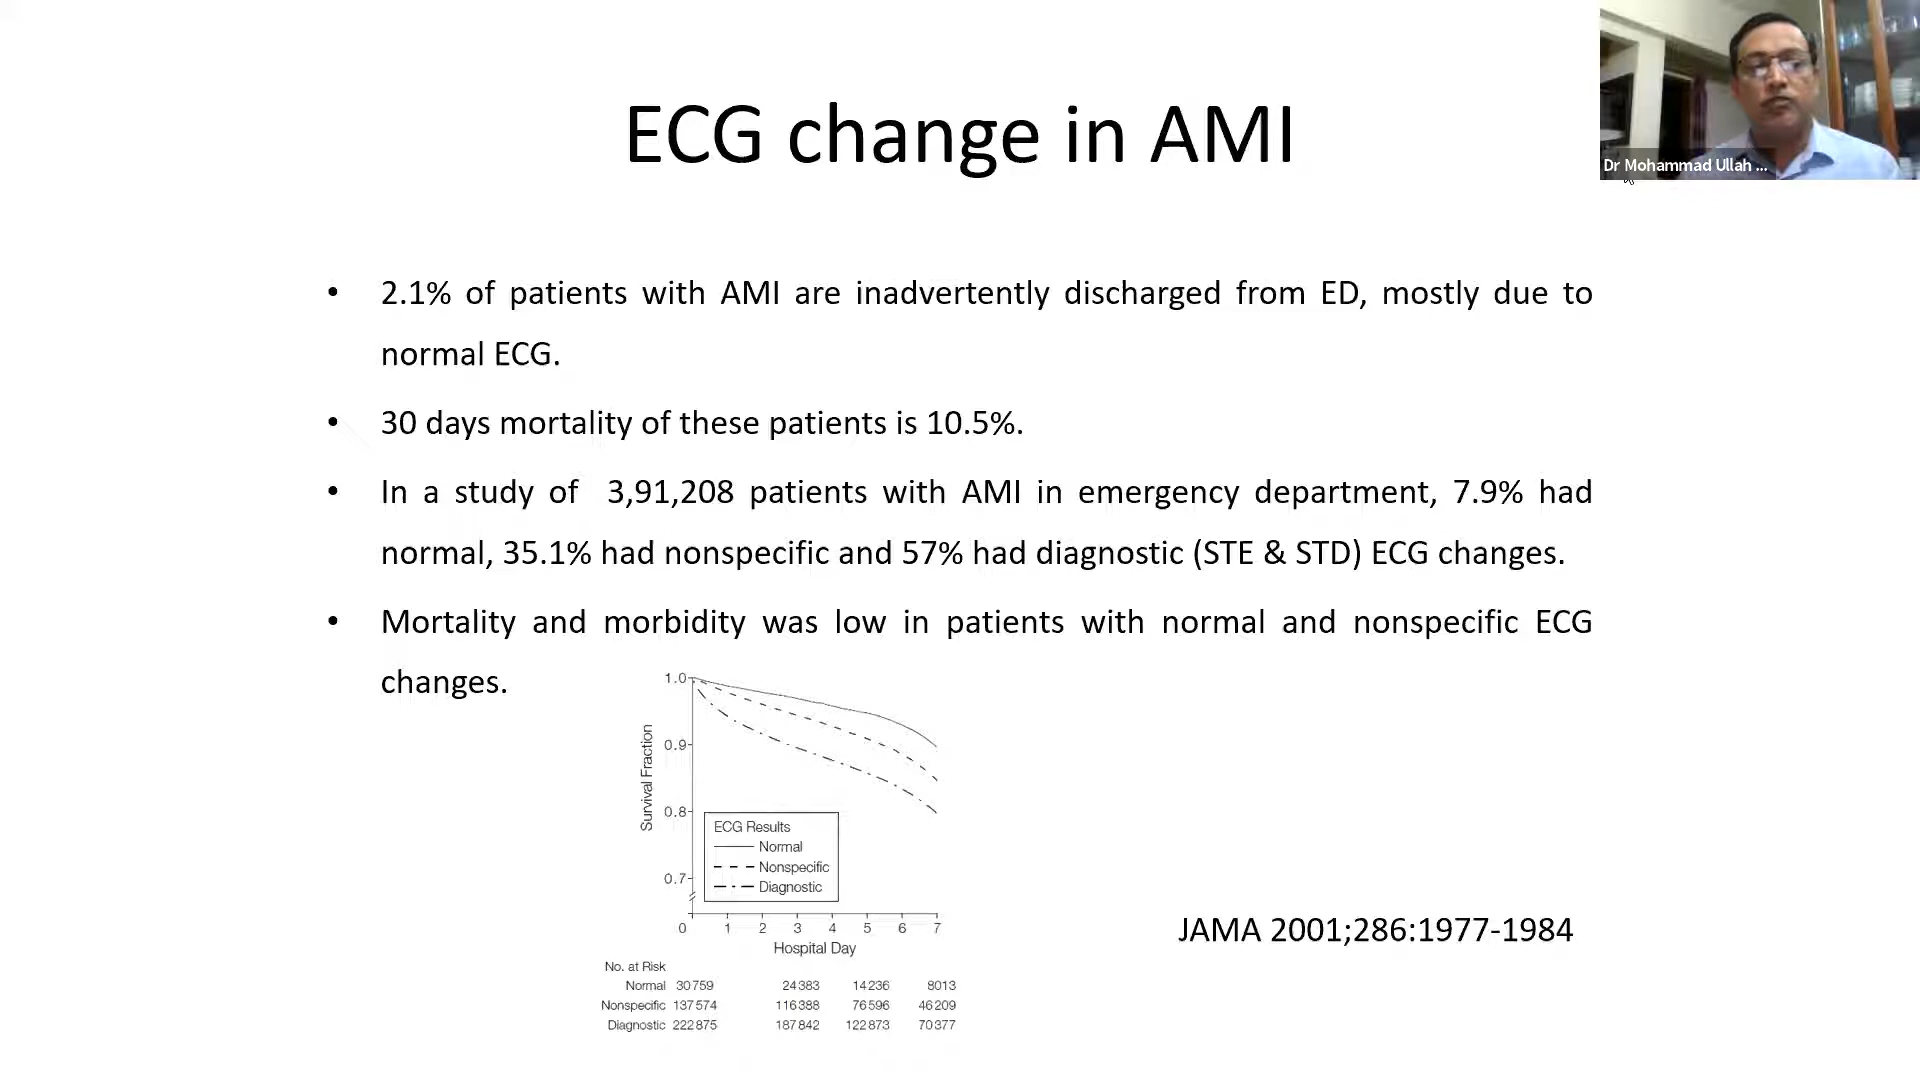 ECG change in AMI
Dr Mohammad Ullah ...
• 2.1% of patients with AMI are inadvertently discharged from ED, mostly due to
normal ECG.
• 30 days mortality of these patients is 10.5%.
• In a study of 3,91,208 patients with AMI in emergency department, 7.9% had
normal, 35.1% had nonspecific and 57% had diagnostic (STE & STD) ECG changes.
• Mortality and morbidity was low in patients with normal and nonspecific ECG
changes.
Survival Fraction
1.0
0.9
0.8
0.7
ECG Results
Normal
Nonspecific
Diagnostic
0 1 2 3 4 5 6 7
Hospital Day
No. at Risk
Normal 30759 24383 14236 8013
Nonspecific 137574 116388 76596 46209
Diagnostic 222875 187842 122873 70377
JAMA 2001;286:1977-1984